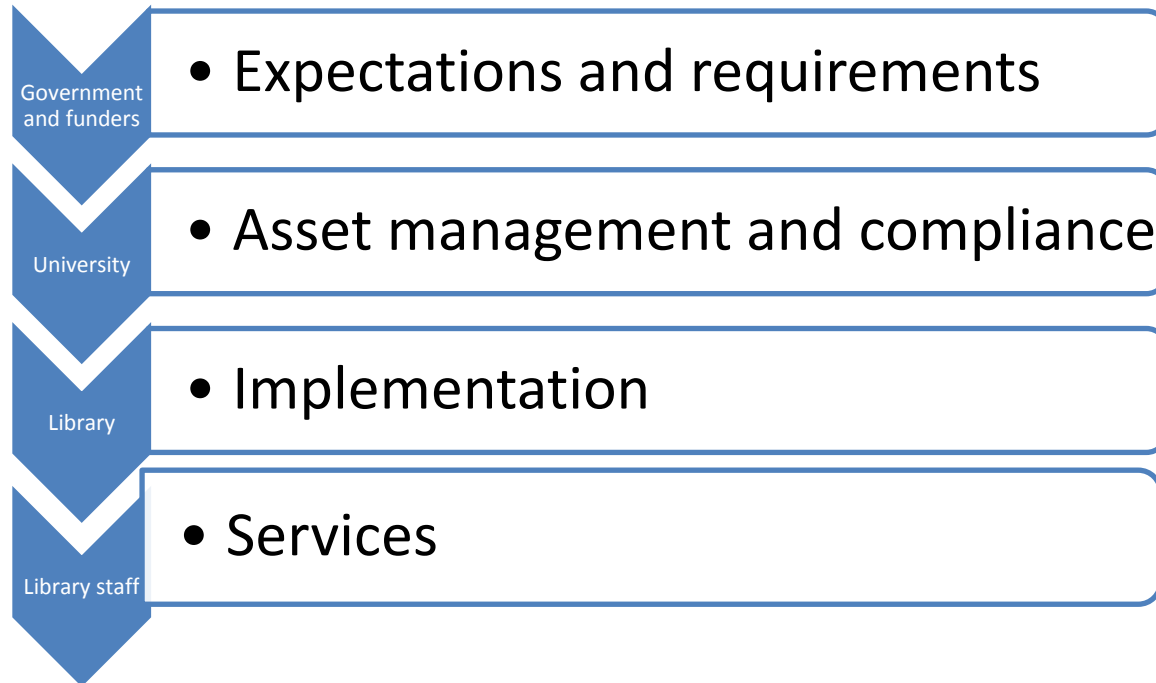 Government
and funders
• Expectations and requirements
University
• Asset management and compliance
Library
• Implementation
Library staff
• Services